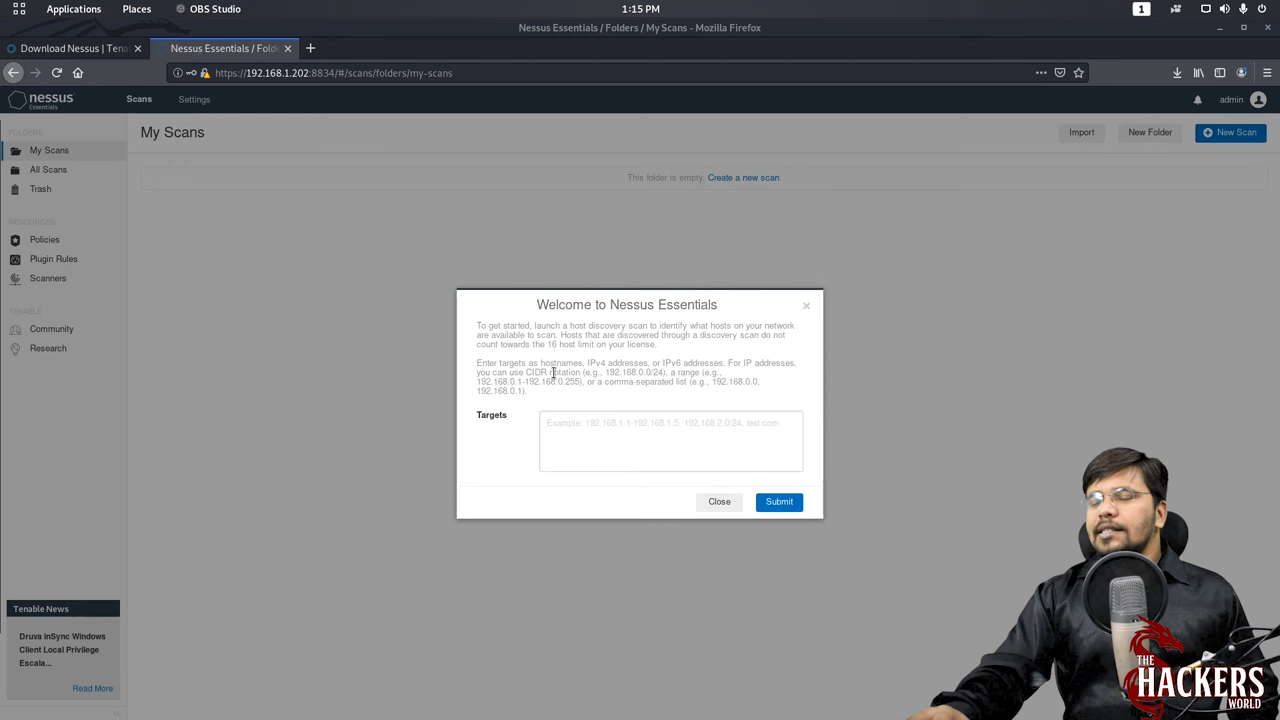 Applications Places OBS Studio 1:15 PM 1
Nessus Essentials / Folders / My Scans - Mozilla Firefox
Download Nessus | Tena Nessus Essentials / Fold
https://192.168.1.202:8834/#/scans/folders/my-scans
nessus Essentials Scans Settings admin
FOLDERS
My Scans
All Scans
Trash
RESOURCES
Policies
Plugin Rules
Scanners
TENABLE
Community
Research
Tenable News
Druva inSync Windows
Client Local Privilege
Escala...
Read More
My Scans Import New Folder New Scan
This folder is empty. Create a new scan.
Welcome to Nessus Essentials
To get started, launch a host discovery scan to identify what hosts on your network
are available to scan. Hosts that are discovered through a discovery scan do not
count towards the 16 host limit on your license.
Enter targets as hostnames, IPv4 addresses, or IPv6 addresses. For IP addresses,
you can use CIDR notation (e.g., 192.168.0.0/24), a range (e.g.,
192.168.0.1-192.168.0.255), or a comma-separated list (e.g., 192.168.0.0,
192.168.0.1).
Targets
Example: 192.168.1.1-192.168.1.5, 192.168.2.0/24, test.com
Close Submit
THE
HACKERS
WORLD